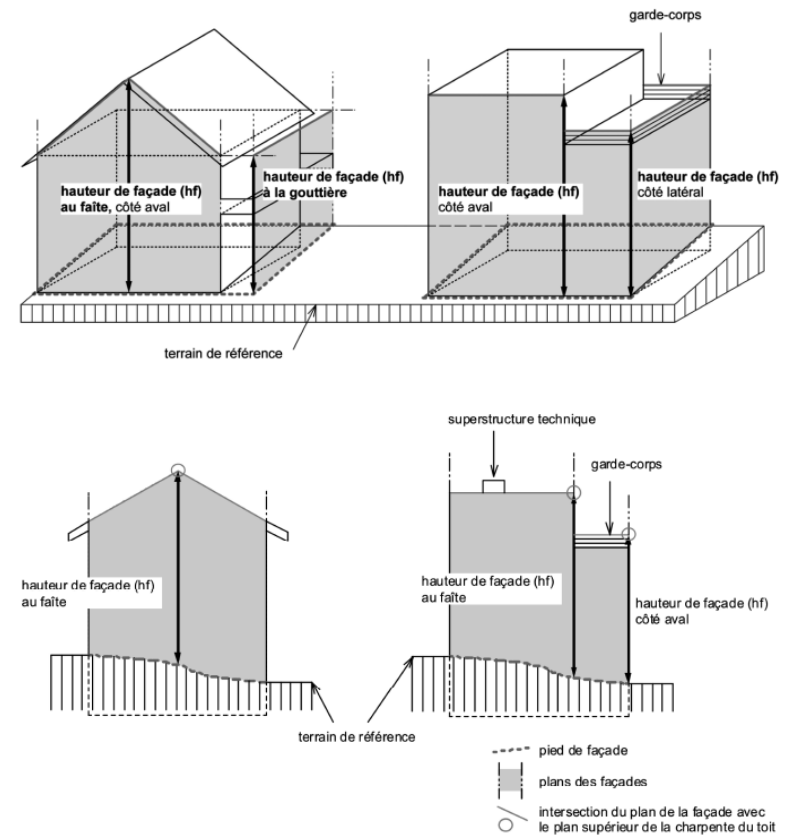 garde-corps
hauteur de façade (hf)
au faîte, côté aval
hauteur de façade (hf)
à la gouttière
hauteur de façade (hf)
côté aval
hauteur de façade (hf)
côté latéral
terrain de référence
superstructure technique
garde-corps
hauteur de façade (hf)
au faîte
hauteur de façade (hf)
au faîte
hauteur de façade (hf)
côté aval
terrain de référence
pied de façade
plans des façades
intersection du plan de la façade avec
le plan supérieur de la charpente du toit